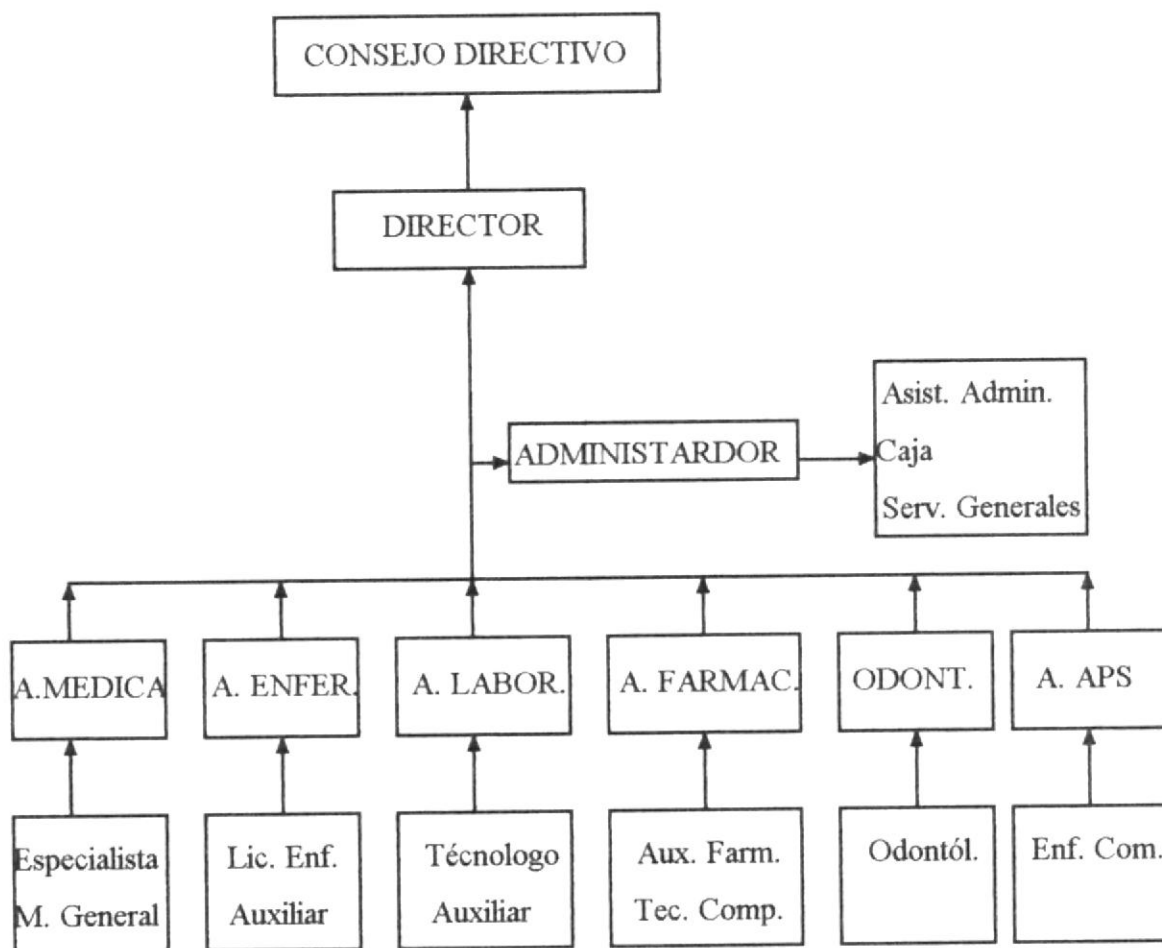 CONSEJO DIRECTIVO
DIRECTOR
ADMINISTARDOR
Asist. Admin.
Caja
Serv. Generales
A.MEDICA
A. ENFER.
A. LABOR.
A. FARMAC.
ODONT.
A. APS
Especialista
M. General
Lic. Enf.
Auxiliar
Técnologo
Auxiliar
Aux. Farm.
Tec. Comp.
Odontól.
Enf. Com.